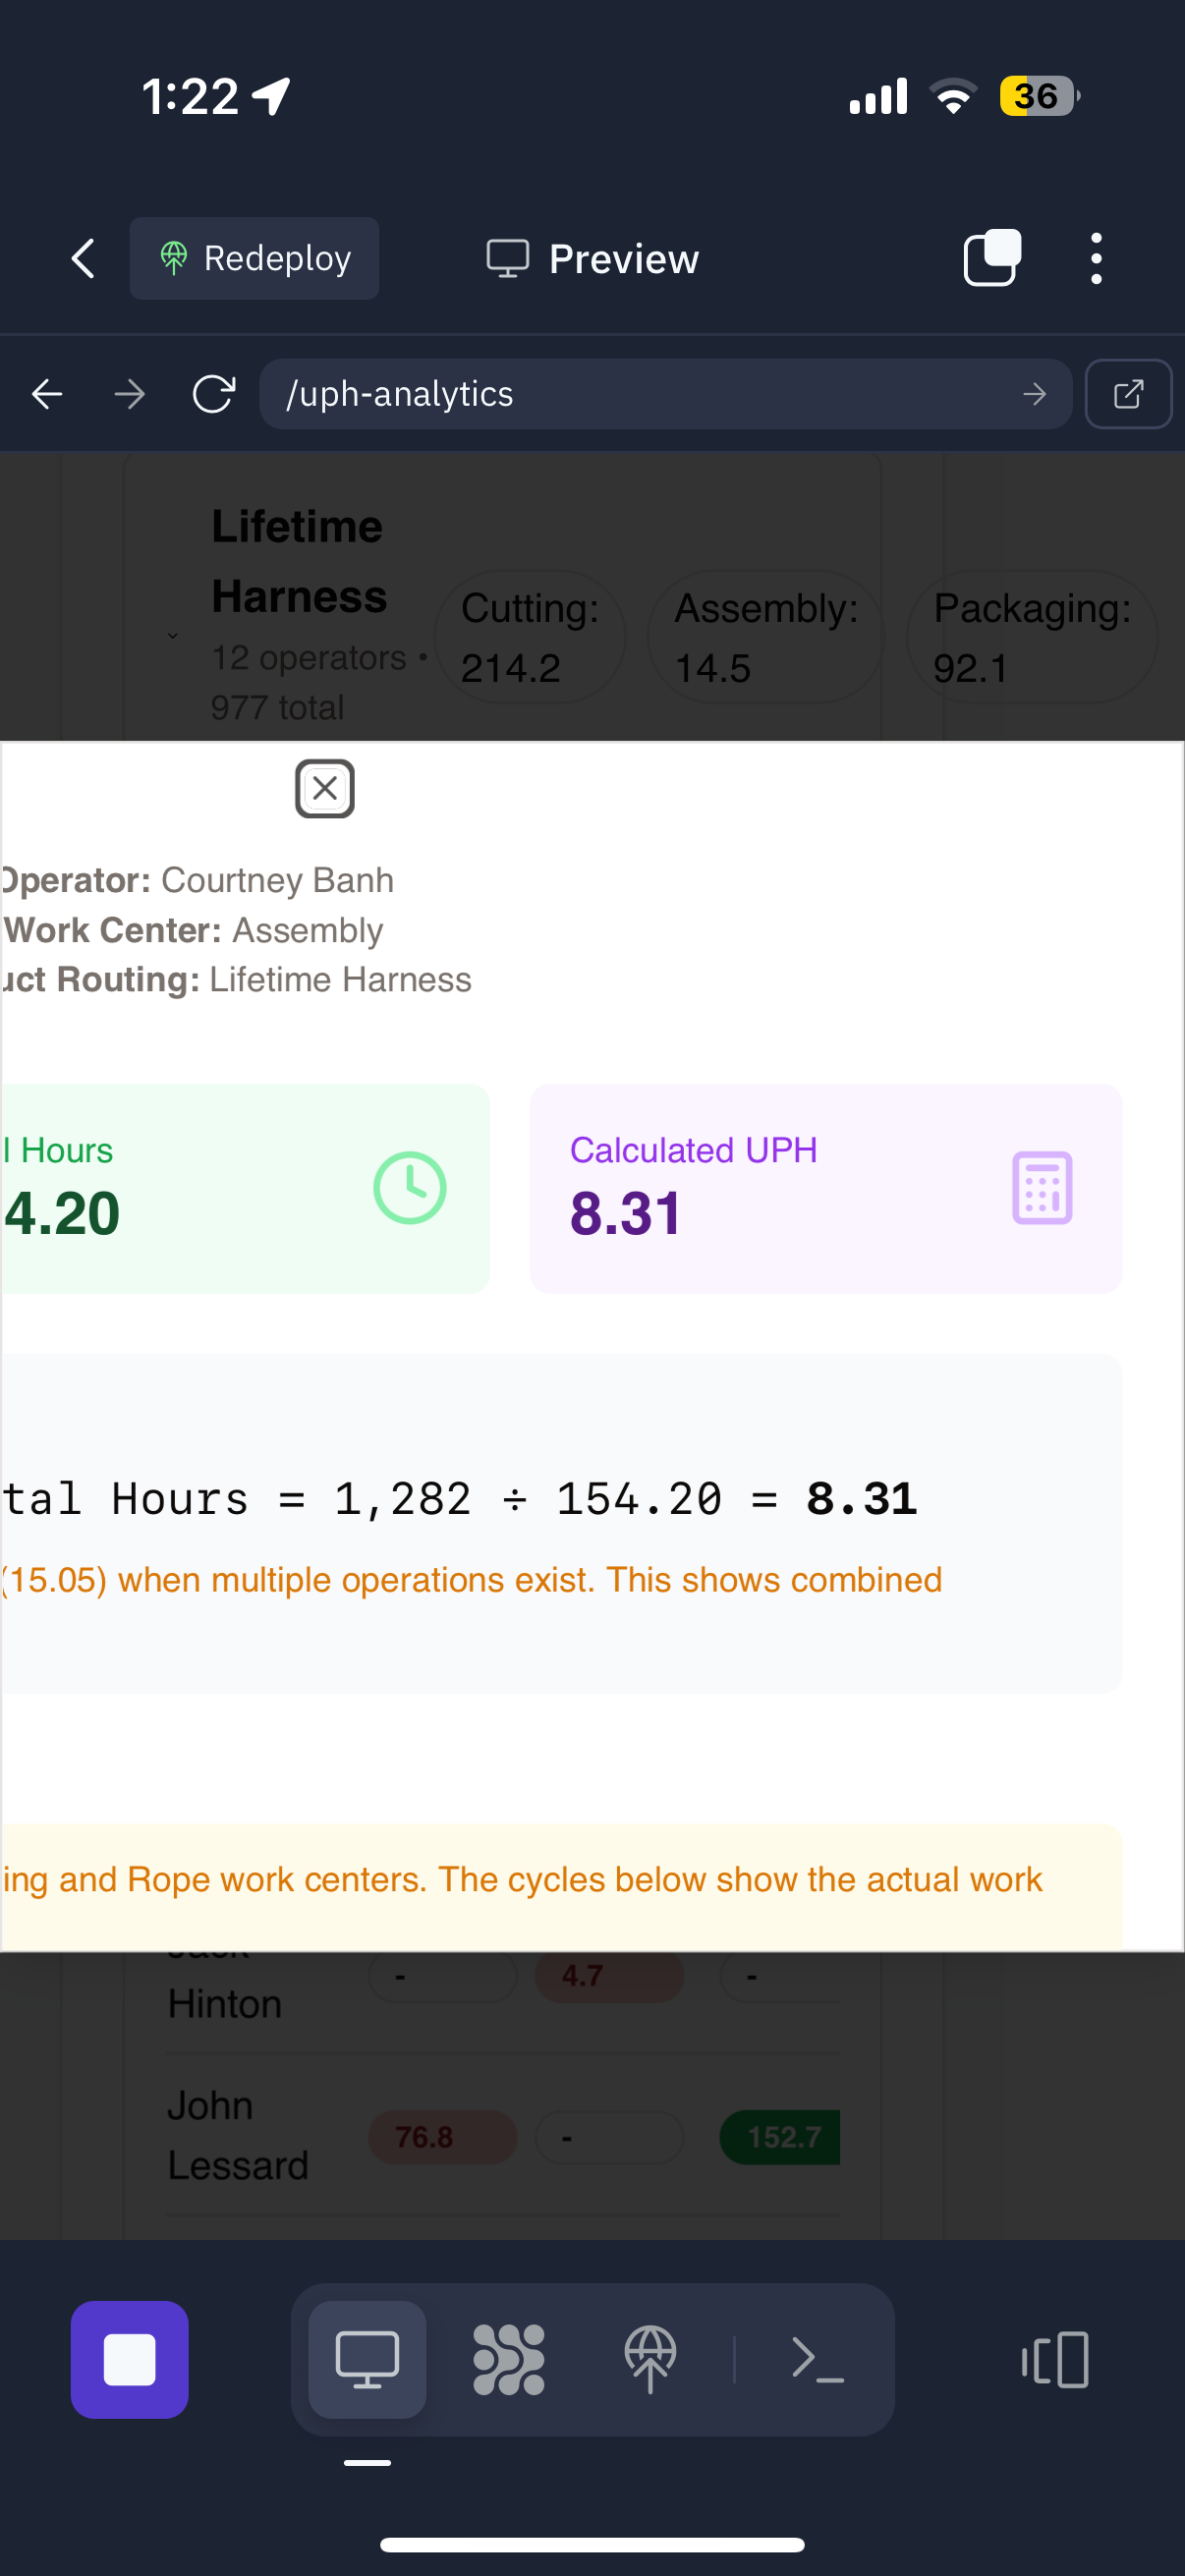 1:22
36
Redeploy
Preview
/uph-analytics
Lifetime
Harness
12 operators •
977 total
Cutting:
214.2
Assembly:
14.5
Packaging:
92.1
Operator: Courtney Banh
Work Center: Assembly
uct Routing: Lifetime Harness
l Hours
4.20
Calculated UPH
8.31
tal Hours = 1,282 ÷ 154.20 = 8.31
(15.05) when multiple operations exist. This shows combined
ing and Rope work centers. The cycles below show the actual work
Hinton
-
4.7
-
John
Lessard
76.8
-
152.7